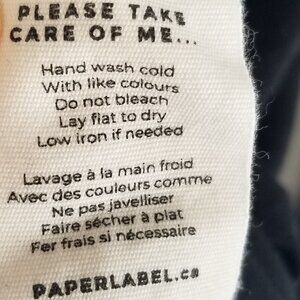 PLEASE TAKE
CARE OF ME...
Hand wash cold
With like colours
Do not bleach
Lay flat to dry
Low iron if needed
Lavage à la main froid
Avec des couleurs comme
Ne pas javelliser
Faire sécher à plat
Fer frais si nécessaire
PAPERLABEL.ca